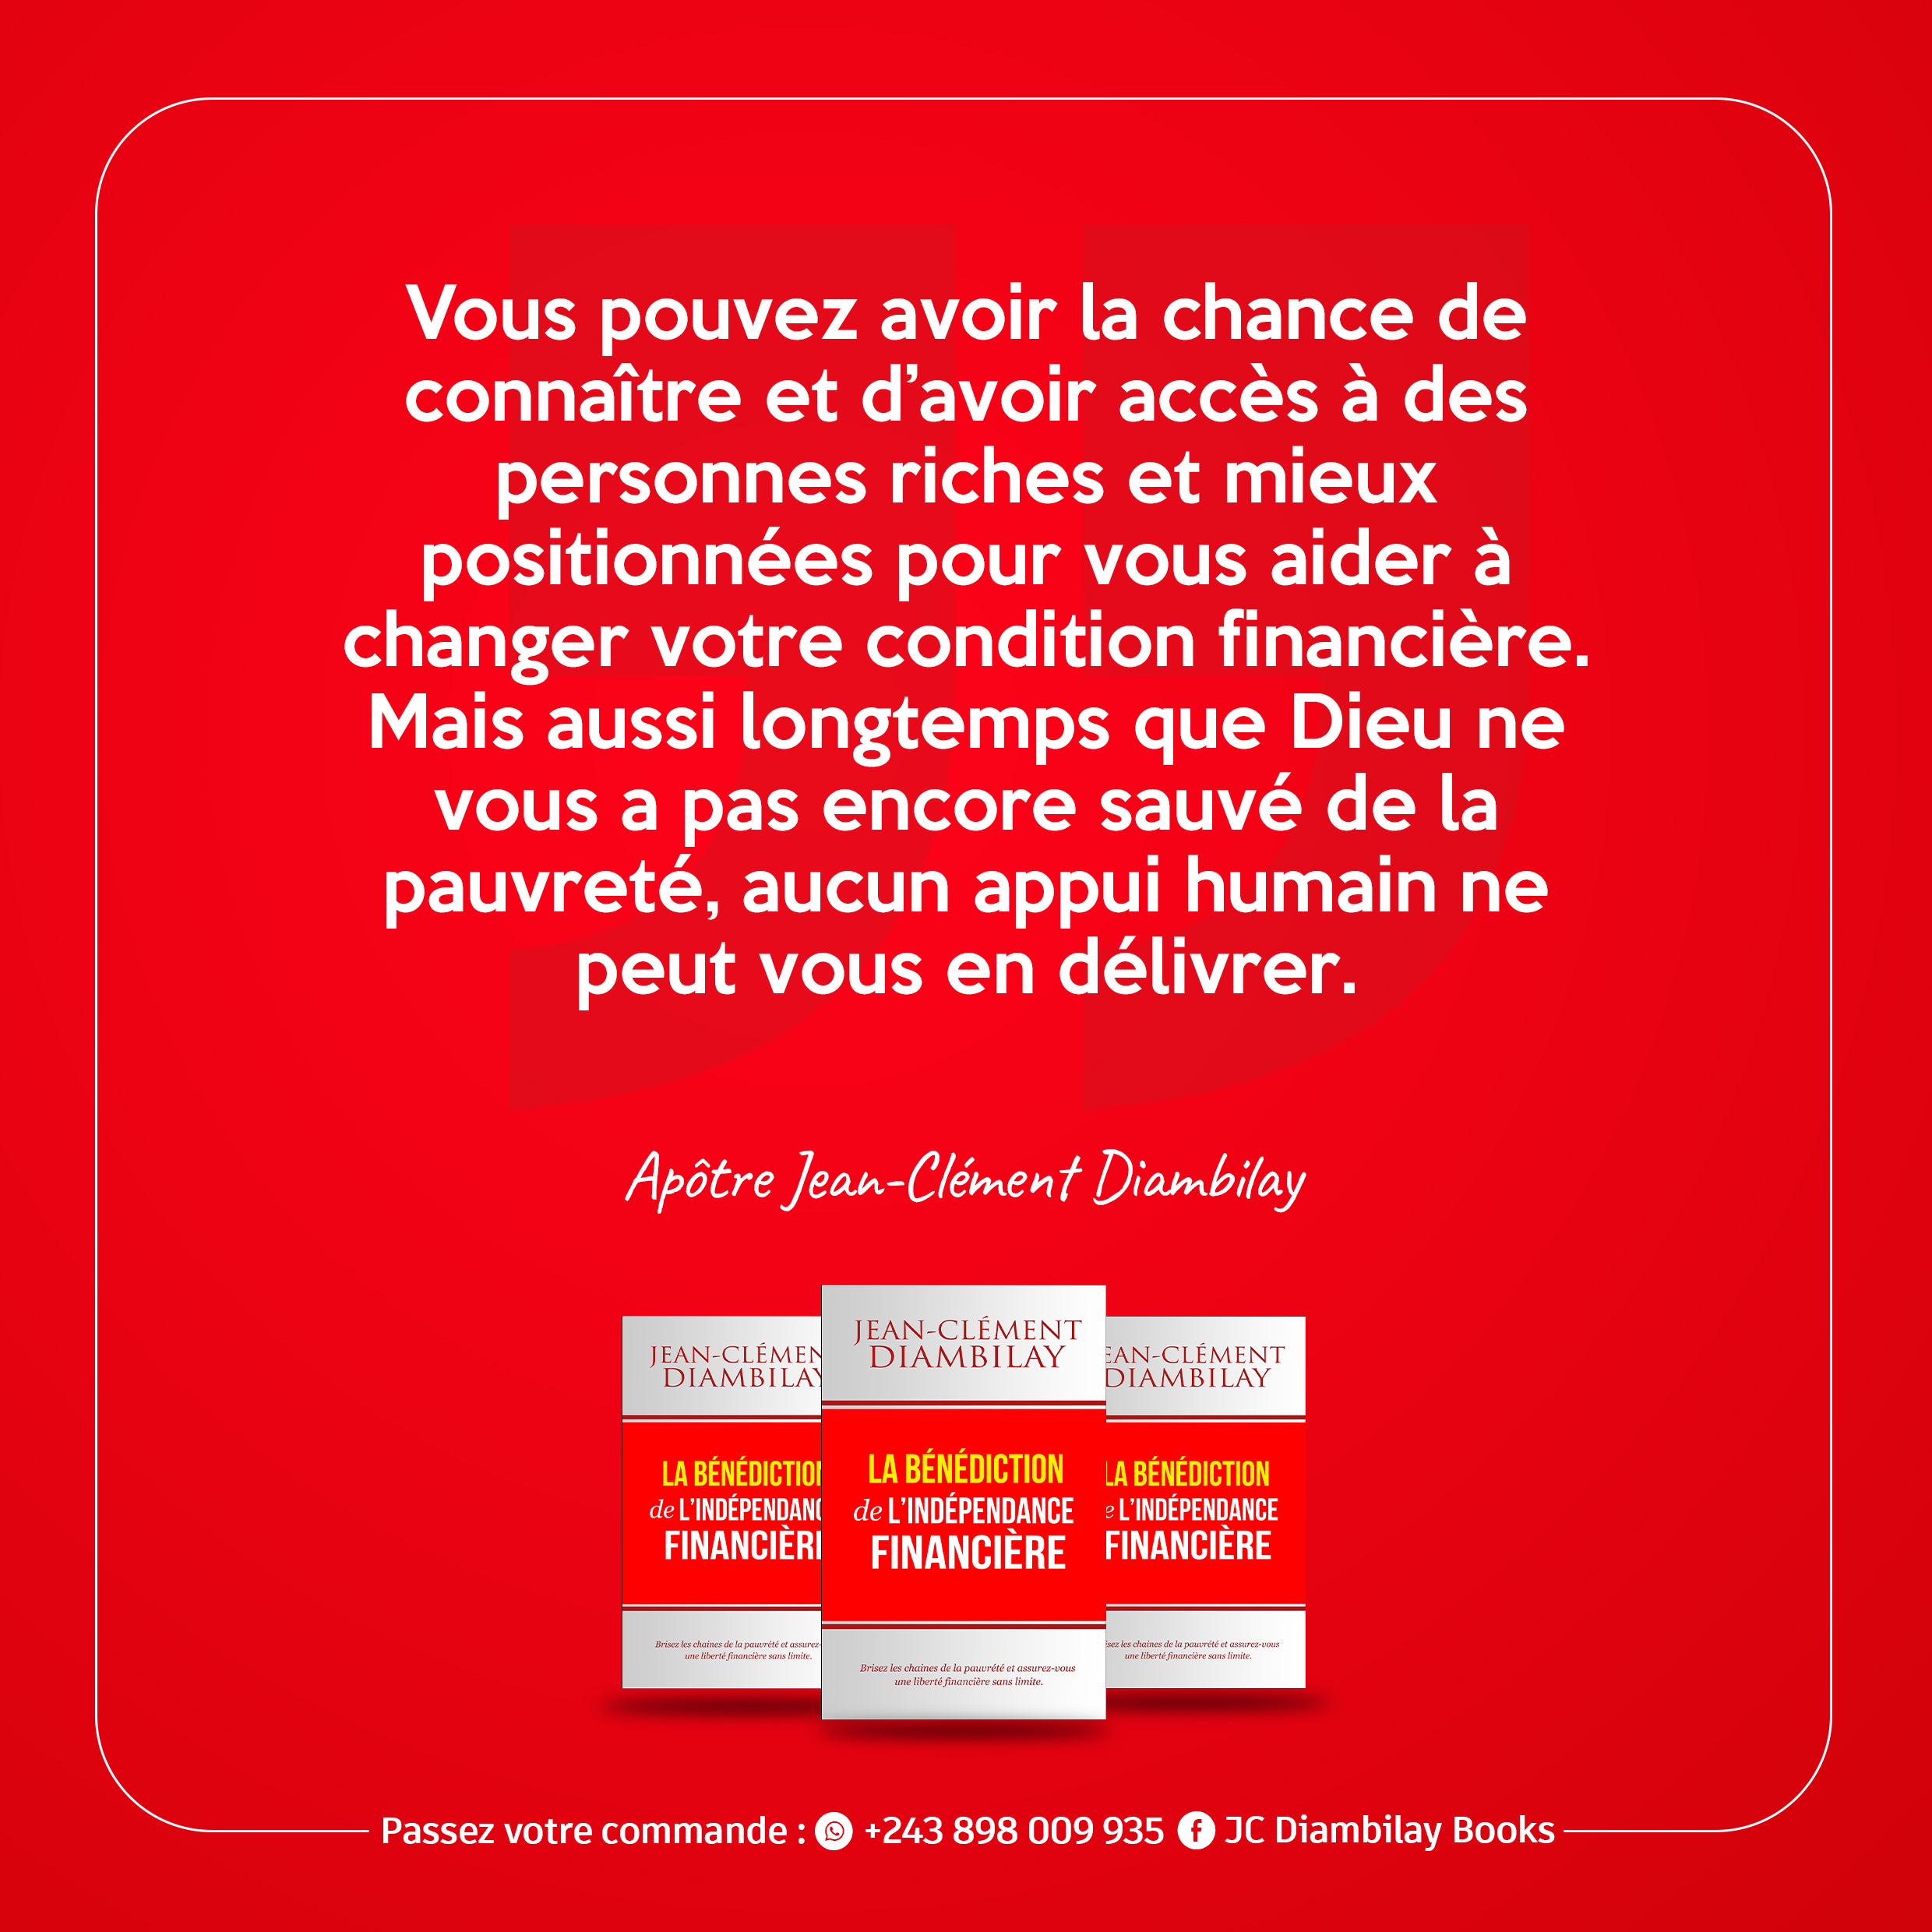 Vous pouvez avoir la chance de
connaître et d’avoir accès à des
personnes riches et mieux
positionnées pour vous aider à
changer votre condition financière.
Mais aussi longtemps que Dieu ne
vous a pas encore sauvé de la
pauvreté, aucun appui humain ne
peut vous en délivrer.
Apôtre Jean-Clément Diambilay
JEAN-CLÉMEN
DIAMBILAY
LA BÉNÉDICTION
de L’INDÉPENDANC
FINANCIÈRE
Brisez les chaines de la pauvrété et assurez-
une liberté financière sans limite.
JEAN-CLÉMENT
DIAMBILAY
LA BÉNÉDICTION
de L’INDÉPENDANCE
FINANCIÈRE
Brisez les chaines de la pauvrété et assurez-vous
une liberté financière sans limite.
EAN-CLÉMENT
DIAMBILAY
LA BÉNÉDICTION
e L’INDÉPENDANCE
FINANCIÈRE
sez les chaines de la pauvrété et assurez-vous
une liberté financière sans limite.
Passez votre commande : +243 898 009 935 JC Diambilay Books